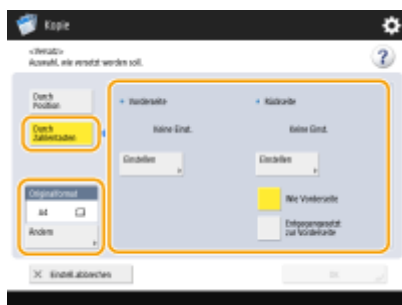 Kopie
<Versatz>
Auswahl, wie versetzt werden soll.
?
Durch
Position
Durch
Zahlentasten
Vorderseite
Rückseite
Keine Einst.
Keine Einst.
Einstellen
Einstellen
Originalformat
A4
Ändern
Wie Vorderseite
Entgegengesetzt
zur Vorderseite
Einstell. abbrechen
OK